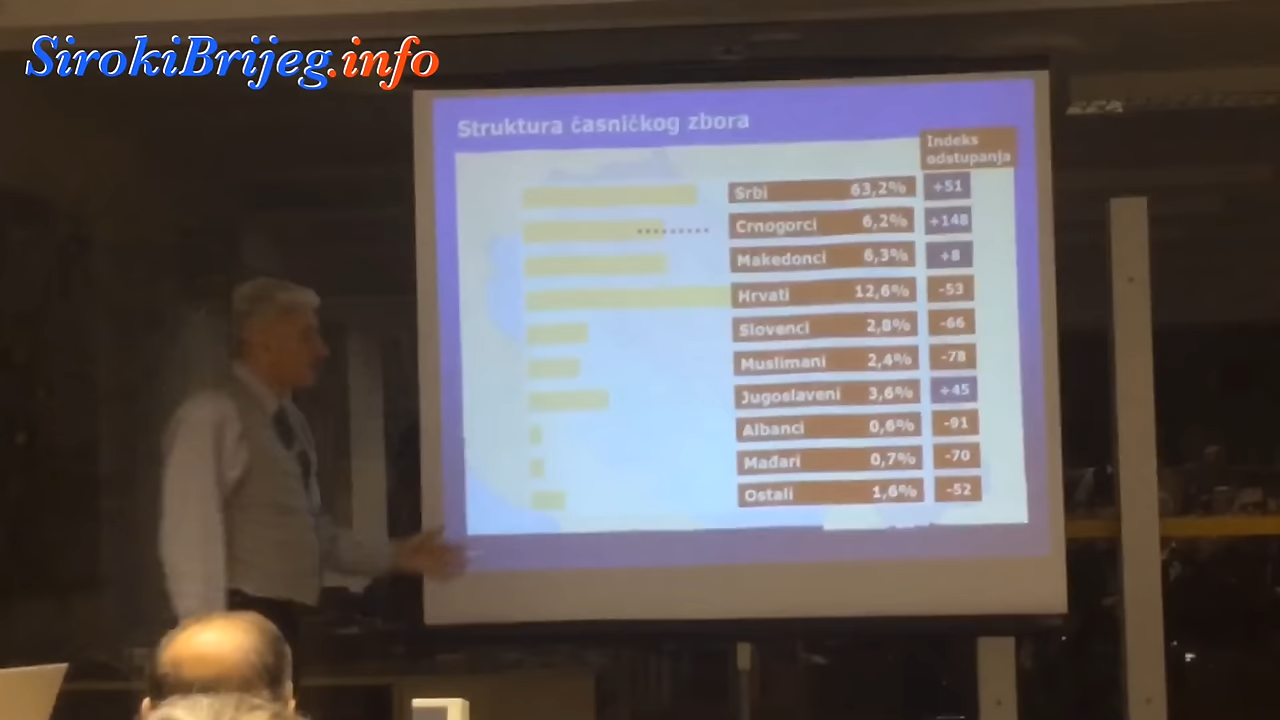 SirokiBrijeg.info
Struktura časničkog zbora
Indeks
odstupanja
Srbi 63,2% +51
Crnogorci 6,2% +148
Makedonci 6,3% +8
Hrvati 12,6% -53
Slovenci 2,8% -66
Muslimani 2,4% -78
Jugoslaveni 3,6% +45
Albanci 0,6% -91
Mađari 0,7% -70
Ostali 1,6% -52